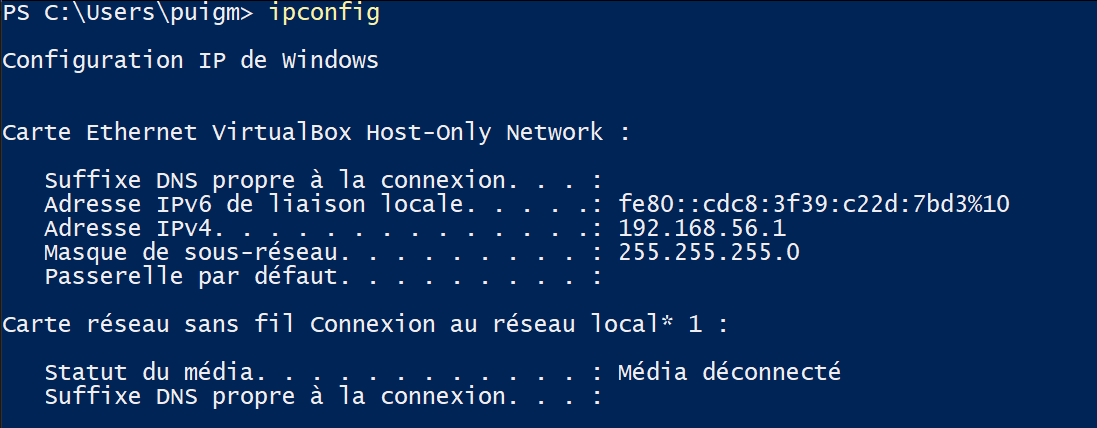 PS C:\Users\puigm> ipconfig
Configuration IP de Windows
Carte Ethernet VirtualBox Host-Only Network :
Suffixe DNS propre à la connexion. . . :
Adresse IPv6 de liaison locale. . . . .: fe80::cdc8:3f39:c22d:7bd3%10
Adresse IPv4. . . . . . . . . . . . . .: 192.168.56.1
Masque de sous-réseau. . . . . . . . . : 255.255.255.0
Passerelle par défaut. . . . . . . . . :
Carte réseau sans fil Connexion au réseau local* 1 :
Statut du média. . . . . . . . . . . . : Média déconnecté
Suffixe DNS propre à la connexion. . . :